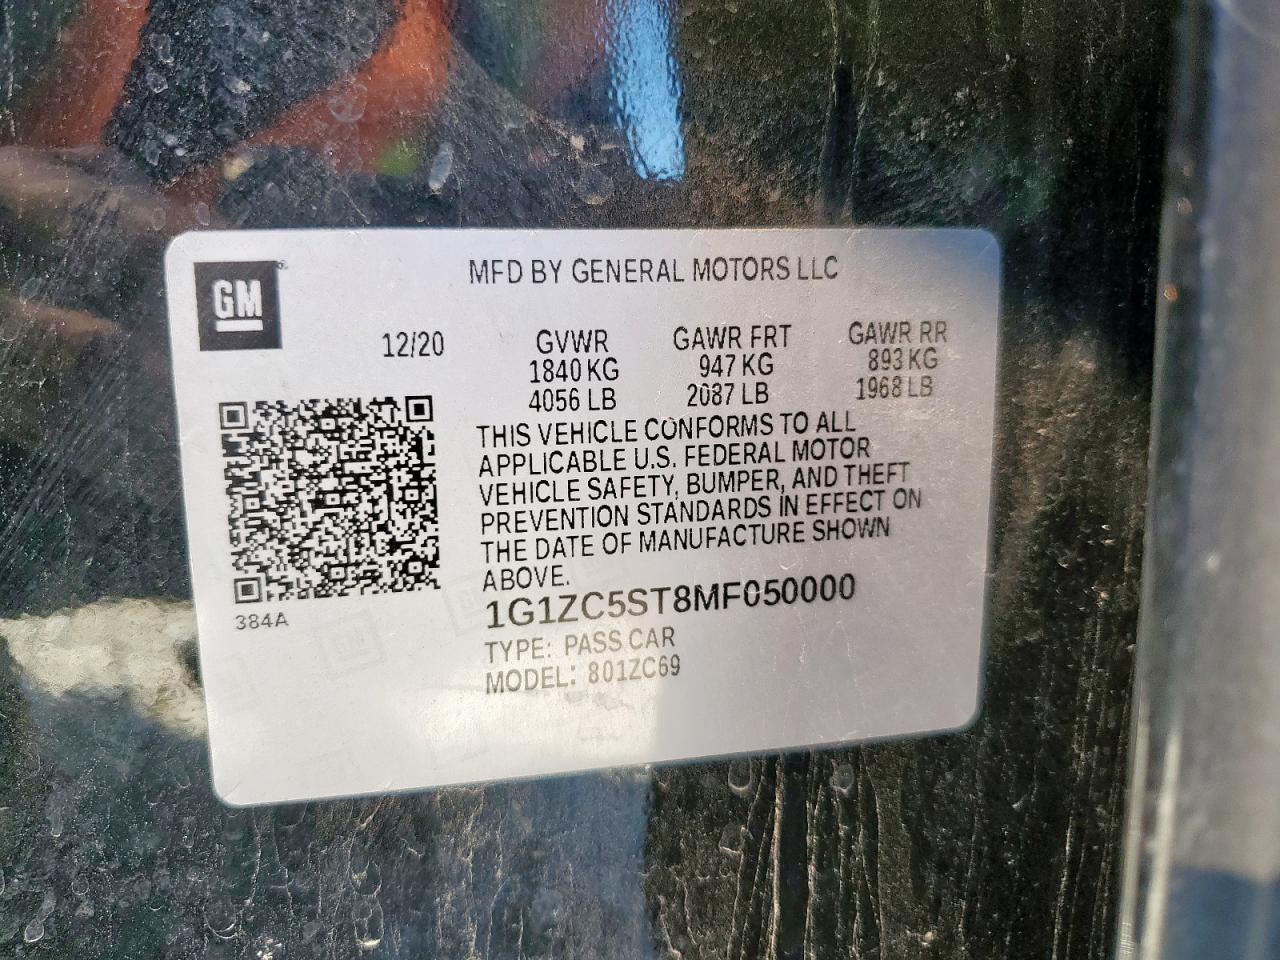 GM
MFD BY GENERAL MOTORS LLC
12/20
GVWR GAWR FRT GAWR RR
1840 KG 947 KG 893 KG
4056 LB 2087 LB 1968 LB
THIS VEHICLE CONFORMS TO ALL
APPLICABLE U.S. FEDERAL MOTOR
VEHICLE SAFETY, BUMPER, AND THEFT
PREVENTION STANDARDS IN EFFECT ON
THE DATE OF MANUFACTURE SHOWN
ABOVE.
384A
1G1ZC5ST8MF050000
TYPE: PASS CAR
MODEL: 801ZC69